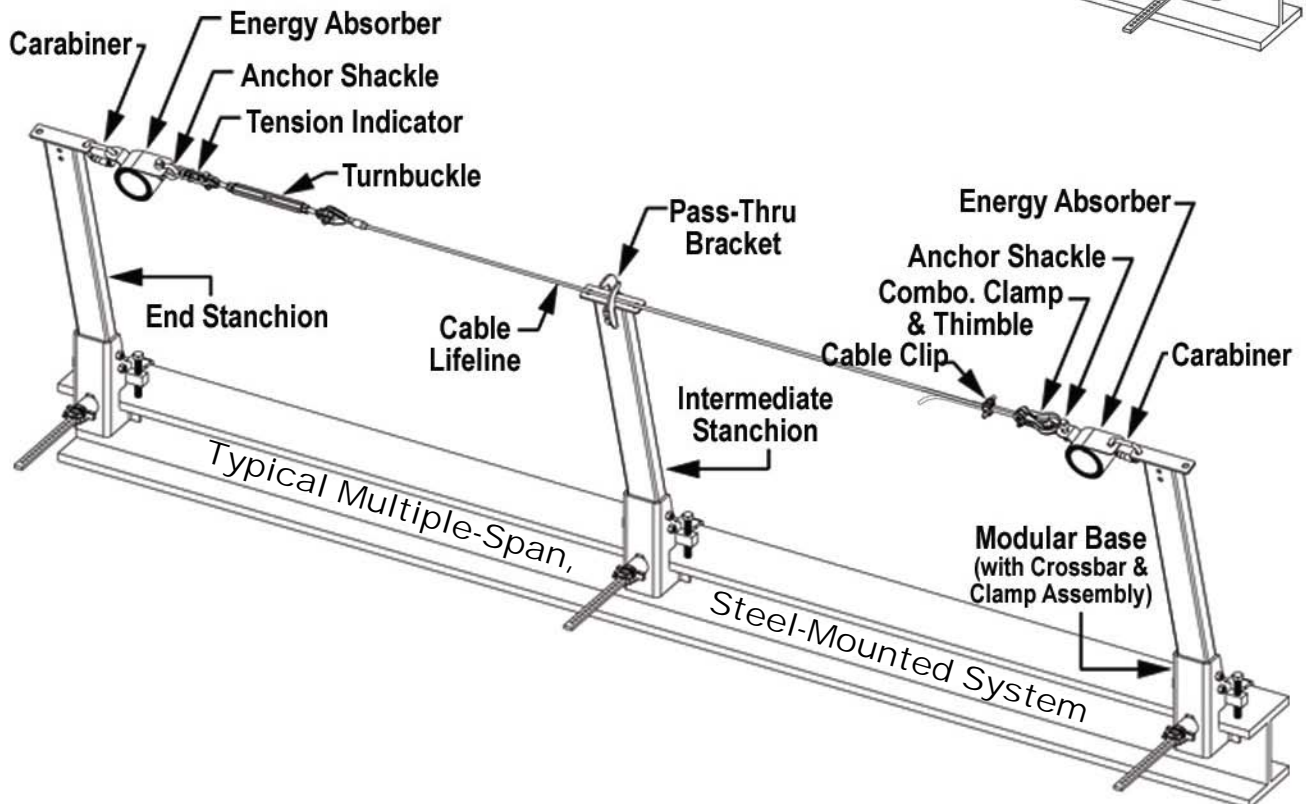 Carabiner
Energy Absorber
Anchor Shackle
Tension Indicator
Turnbuckle
Pass-Thru
Bracket
Energy Absorber
Anchor Shackle
Combo. Clamp
& Thimble
Cable Clip
Carabiner
End Stanchion
Cable
Lifeline
Intermediate
Stanchion
Modular Base
(with Crossbar &
Clamp Assembly)
Typical Multiple-Span,
Steel-Mounted System